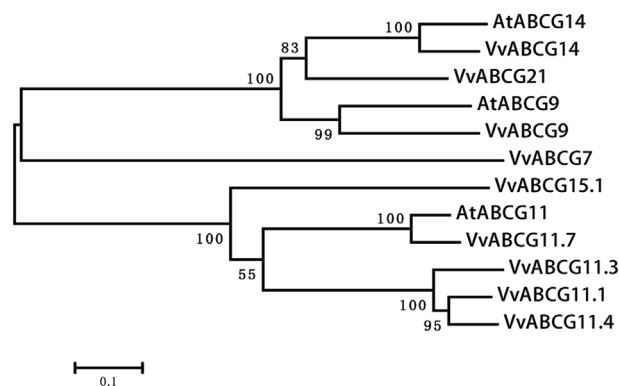 AtABCG14
100
VvABCG14
83
VvABCG21
100
AtABCG9
99
VvABCG9
VvABCG7
VvABCG15.1
AtABCG11
100
VvABCG11.7
100
55
VvABCG11.3
VvABCG11.1
100
95
VvABCG11.4
0.1